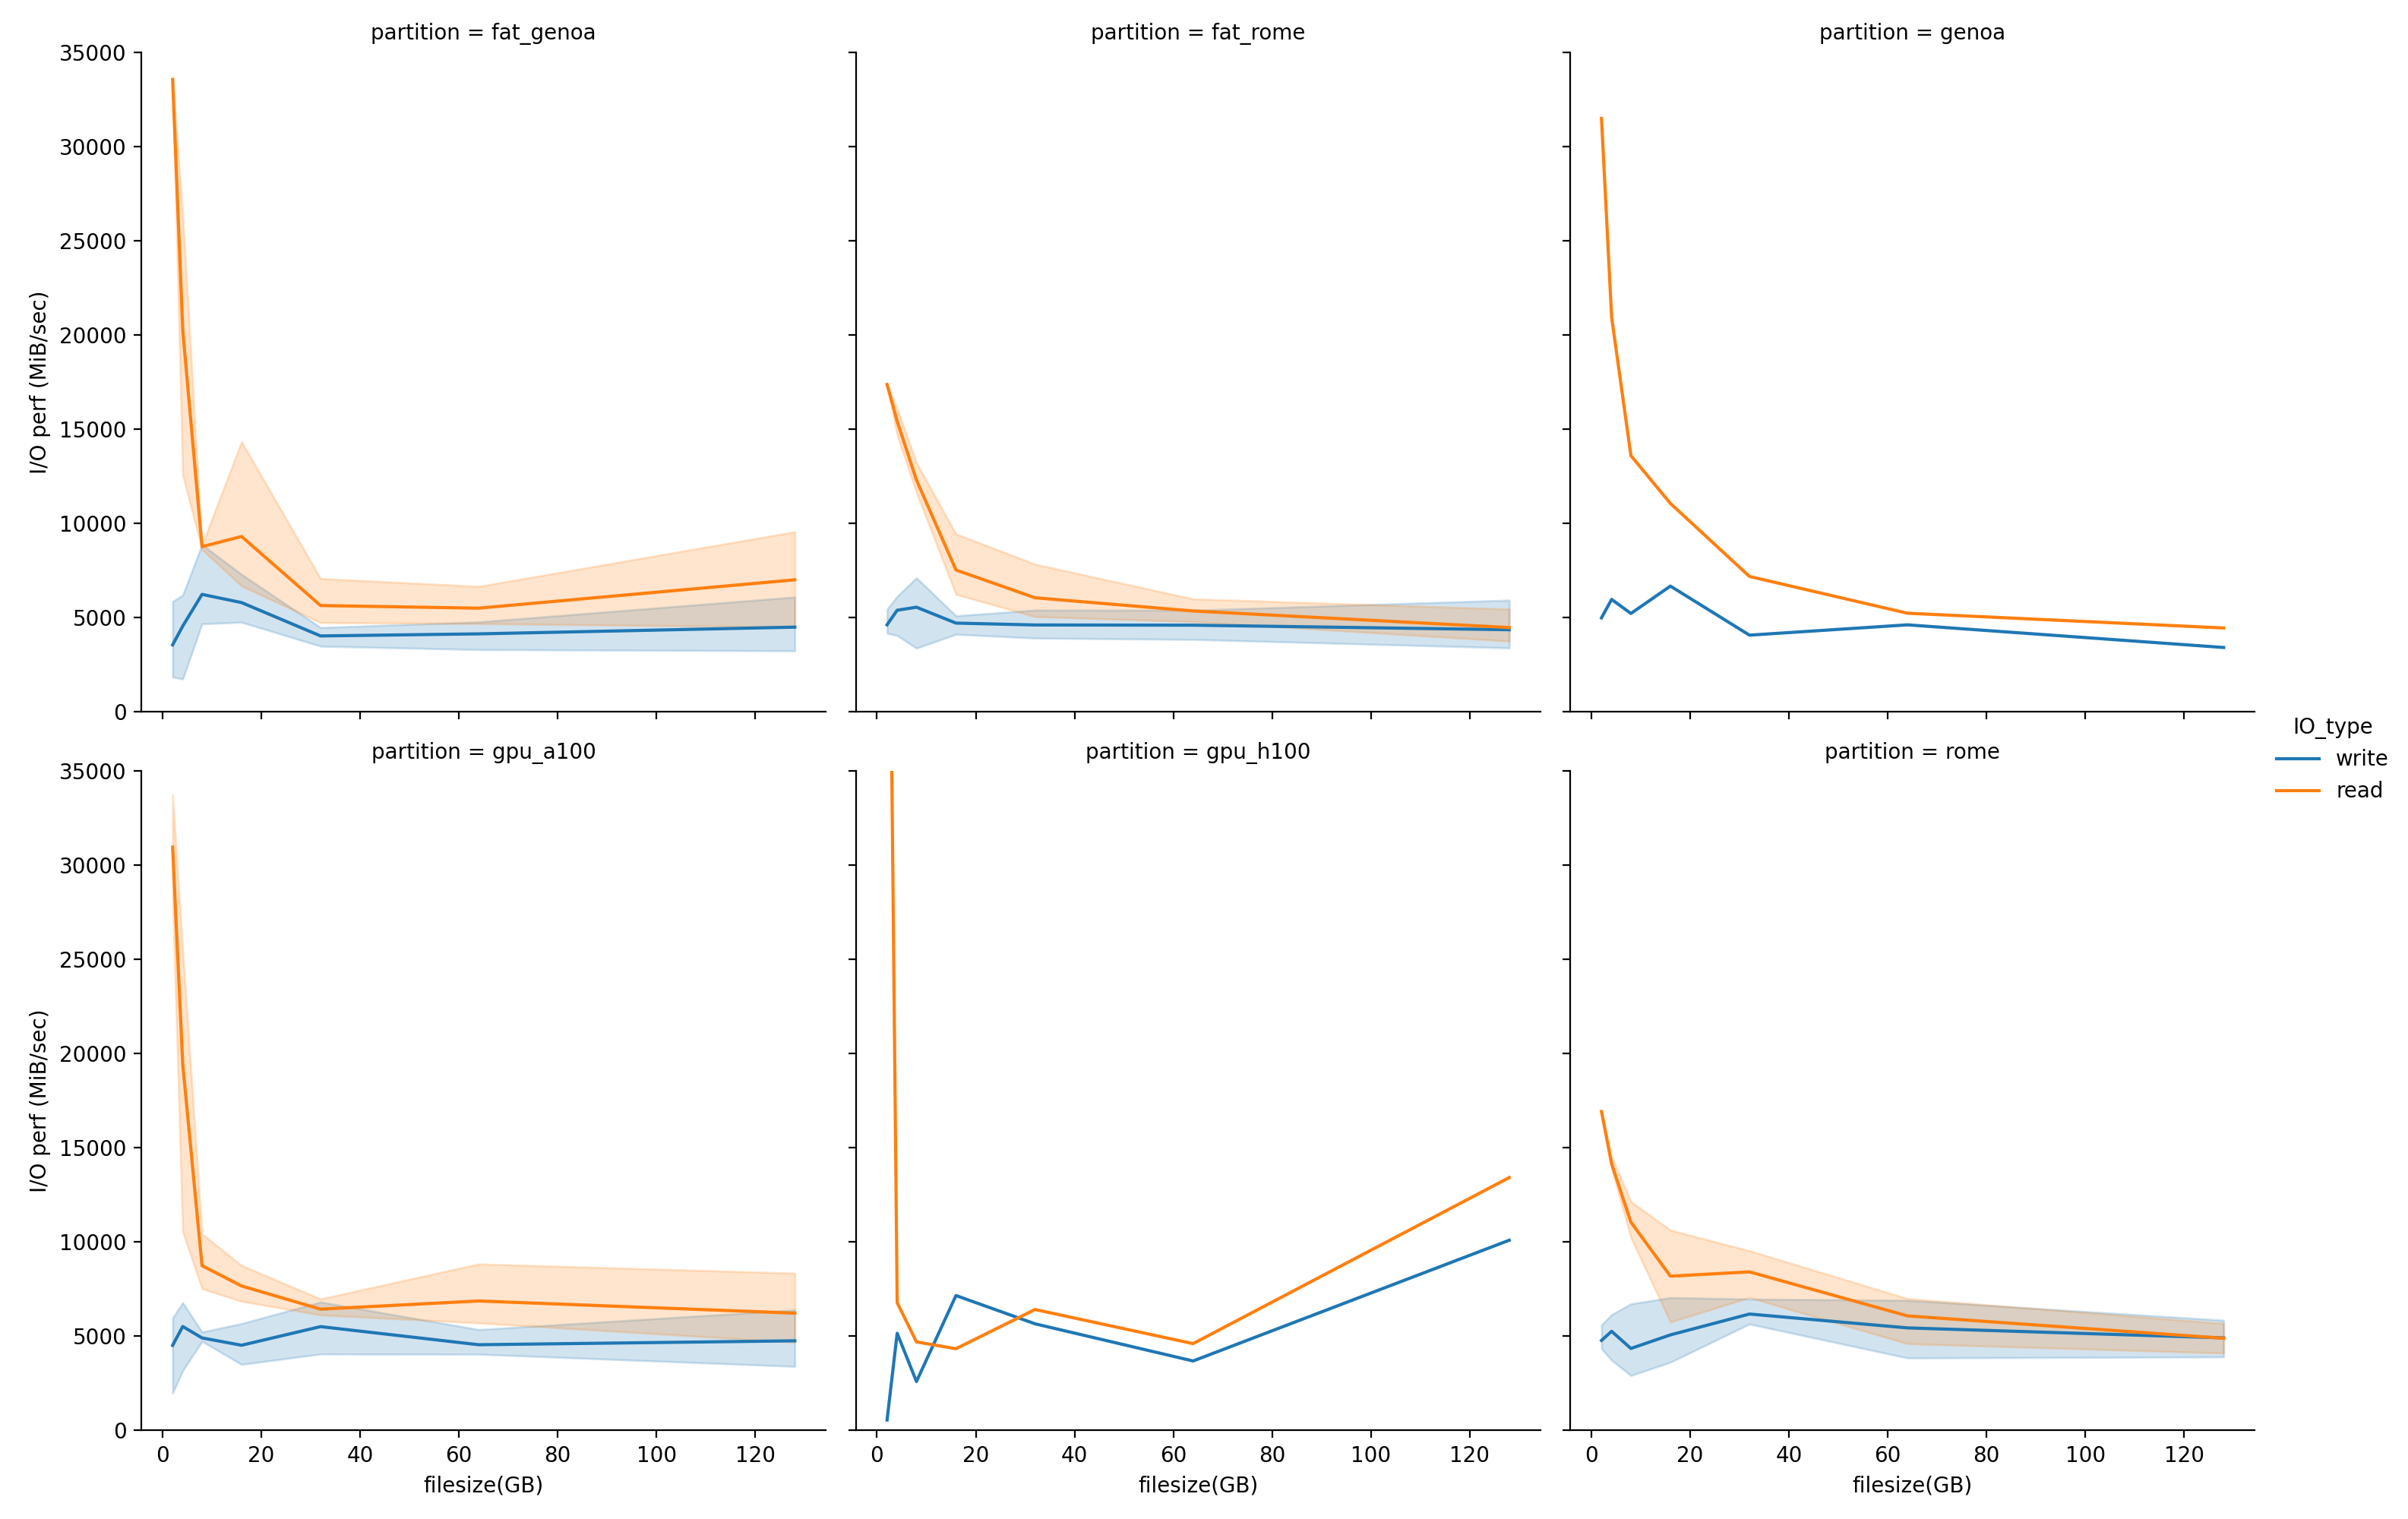 partition = fat_genoa
partition = fat_rome
partition = genoa
35000
30000
25000
20000
15000
10000
5000
0
I/O perf (MiB/sec)
IO_type
write
read
partition = gpu_a100
partition = gpu_h100
partition = rome
35000
30000
25000
20000
15000
10000
5000
0
I/O perf (MiB/sec)
0 20 40 60 80 100 120
0 20 40 60 80 100 120
0 20 40 60 80 100 120
filesize(GB)
filesize(GB)
filesize(GB)